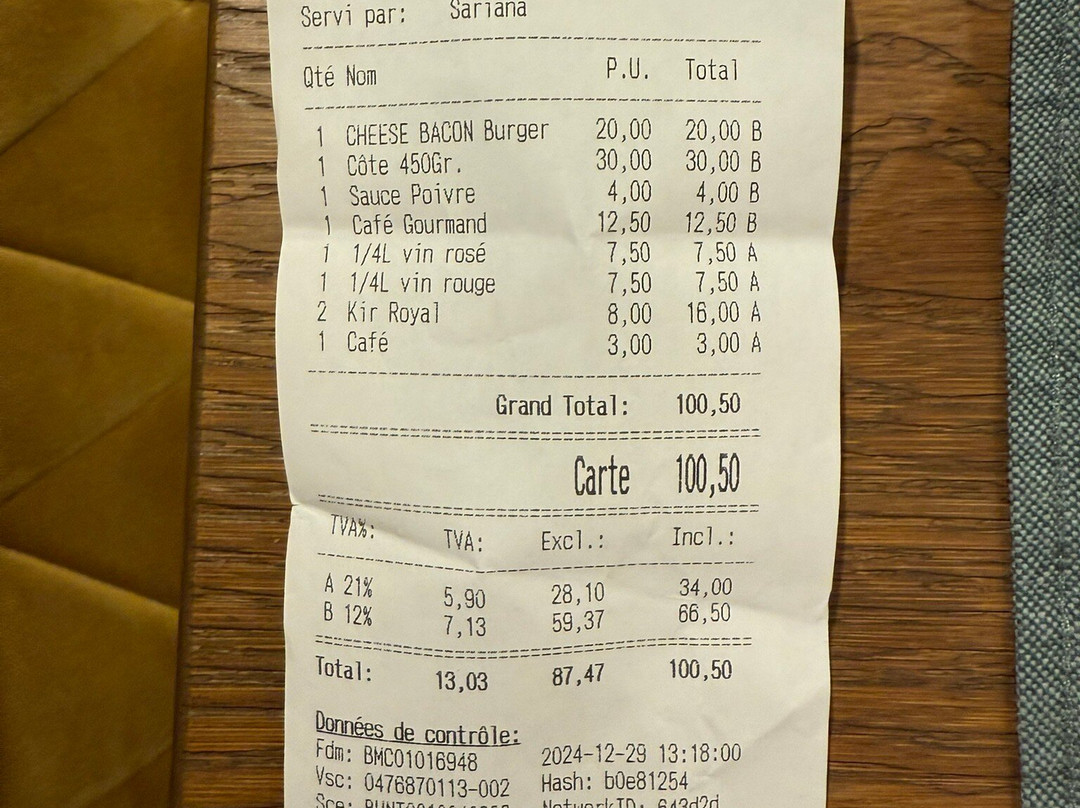 Servi par: Sariana
Qté Nom P.U. Total
1 CHEESE BACON Burger 20,00 20,00 B
1 Côte 450Gr. 30,00 30,00 B
1 Sauce Poivre 4,00 4,00 B
1 Café Gourmand 12,50 12,50 B
1 1/4L vin rosé 7,50 7,50 A
1 1/4L vin rouge 7,50 7,50 A
2 Kir Royal 8,00 16,00 A
1 Café 3,00 3,00 A
Grand Total: 100,50
Carte 100,50
TVA%: TVA: Excl.: Incl.:
A 21% 5,90 28,10 34,00
B 12% 7,13 59,37 66,50
Total: 13,03 87,47 100,50
Données de contrôle:
Fdm: BMC01016948 2024-12-29 13:18:00
Vsc: 0476870113-002 Hash: b0e81254
Sce: NetworkID: 643d2d